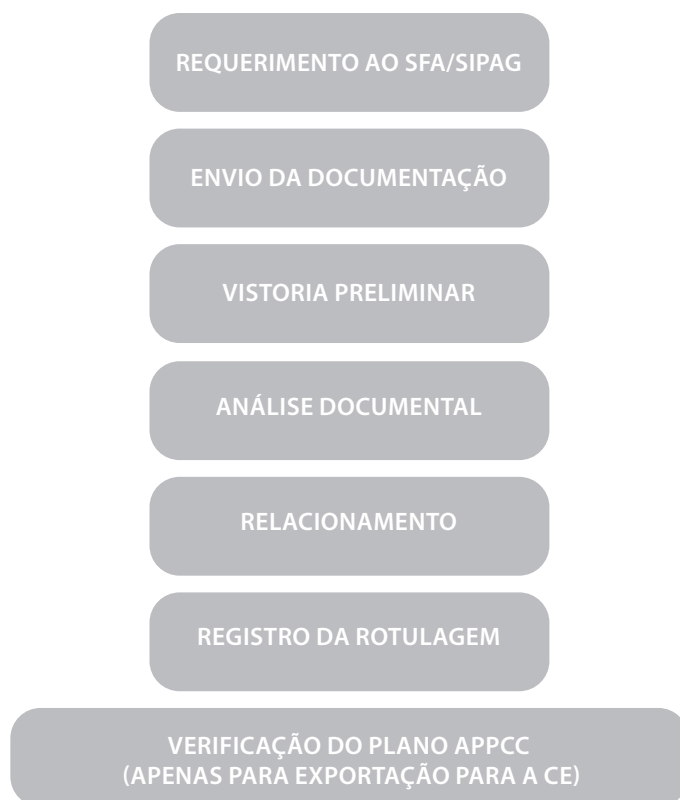 REQUERIMENTO AO SFA/SIPAG
ENVIO DA DOCUMENTAÇÃO
VISTORIA PRELIMINAR
ANÁLISE DOCUMENTAL
RELACIONAMENTO
REGISTRO DA ROTULAGEM
VERIFICAÇÃO DO PLANO APPCC
(APENAS PARA EXPORTAÇÃO PARA A CE)